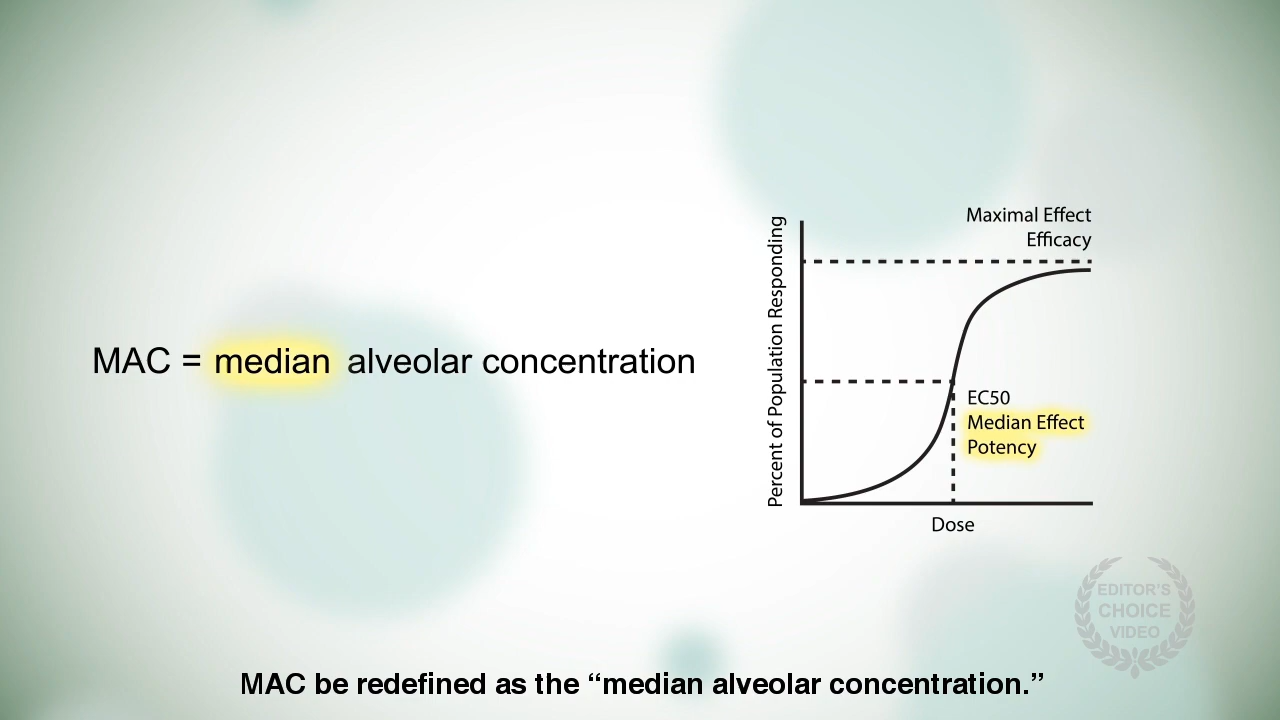 MAC = median alveolar concentration
Percent of Population Responding
Maximal Effect
Efficacy
EC50
Median Effect
Potency
Dose
EDITOR'S
CHOICE
VIDEO
MAC be redefined as the “median alveolar concentration.”